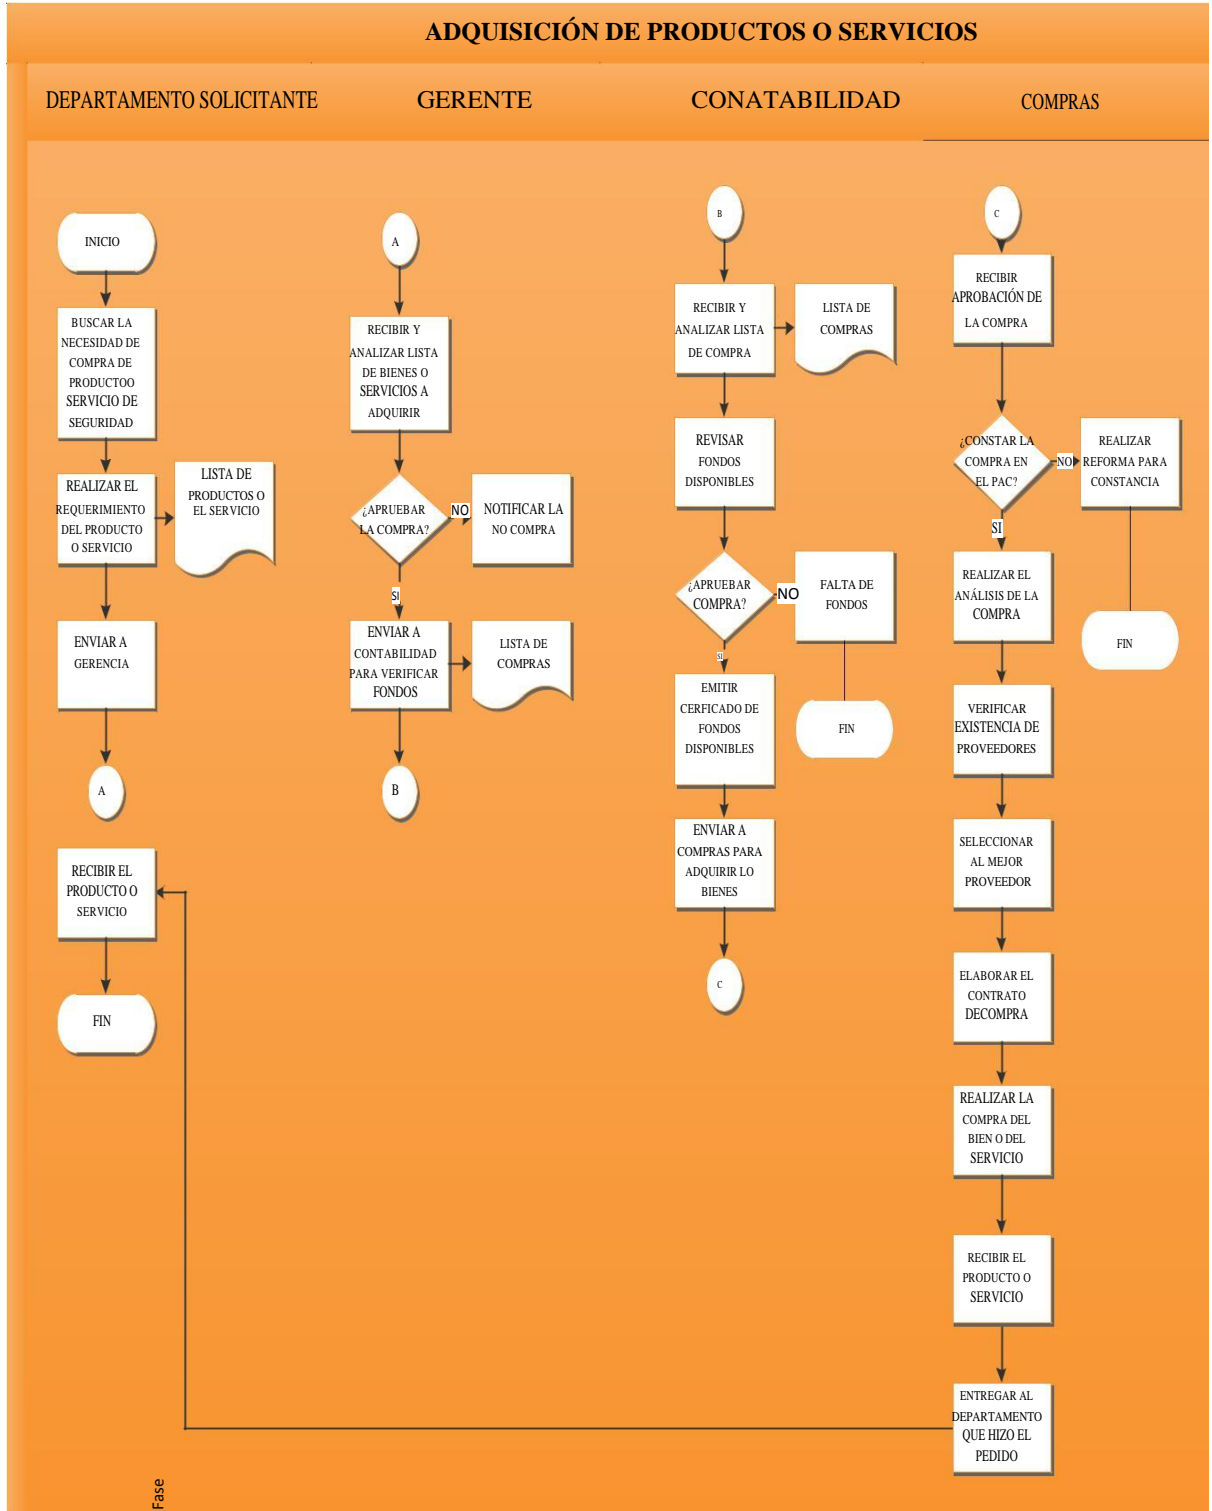 ADQUISICIÓN DE PRODUCTOS O SERVICIOS
DEPARTAMENTO SOLICITANTE
GERENTE
CONATABILIDAD
COMPRAS
INICIO
BUSCAR LA
NECESIDAD DE
COMPRA DE
PRODUCTOO
SERVICIO DE
SEGURIDAD
REALIZAR EL
REQUERIMIENTO
DEL PRODUCTO
O SERVICIO
LISTA DE
PRODUCTOS O
EL SERVICIO
ENVIAR A
GERENCIA
A
RECIBIR EL
PRODUCTO O
SERVICIO
FIN
A
RECIBIR Y
ANALIZAR LISTA
DE BIENES O
SERVICIOS A
ADQUIRIR
¿APRUEBAR
LA COMPRA?
NO
NOTIFICAR LA
NO COMPRA
SI
ENVIAR A
CONTABILIDAD
PARA VERIFICAR
FONDOS
LISTA DE
COMPRAS
B
B
RECIBIR Y
ANALIZAR LISTA
DE COMPRA
LISTA DE
COMPRAS
REVISAR
FONDOS
DISPONIBLES
¿APRUEBAR
COMPRA?
NO
FALTA DE
FONDOS
FIN
SI
EMITIR
CERFICADO DE
FONDOS
DISPONIBLES
ENVIAR A
COMPRAS PARA
ADQUIRIR LO
BIENES
C
C
RECIBIR
APROBACIÓN DE
LA COMPRA
¿CONSTAR LA
COMPRA EN
EL PAC?
NO
REALIZAR
REFORMA PARA
CONSTANCIA
FIN
SI
REALIZAR EL
ANÁLISIS DE LA
COMPRA
VERIFICAR
EXISTENCIA DE
PROVEEDORES
SELECCIONAR
AL MEJOR
PROVEEDOR
ELABORAR EL
CONTRATO
DECOMPRA
REALIZAR LA
COMPRA DEL
BIEN O DEL
SERVICIO
RECIBIR EL
PRODUCTO O
SERVICIO
ENTREGAR AL
DEPARTAMENTO
QUE HIZO EL
PEDIDO
Fase